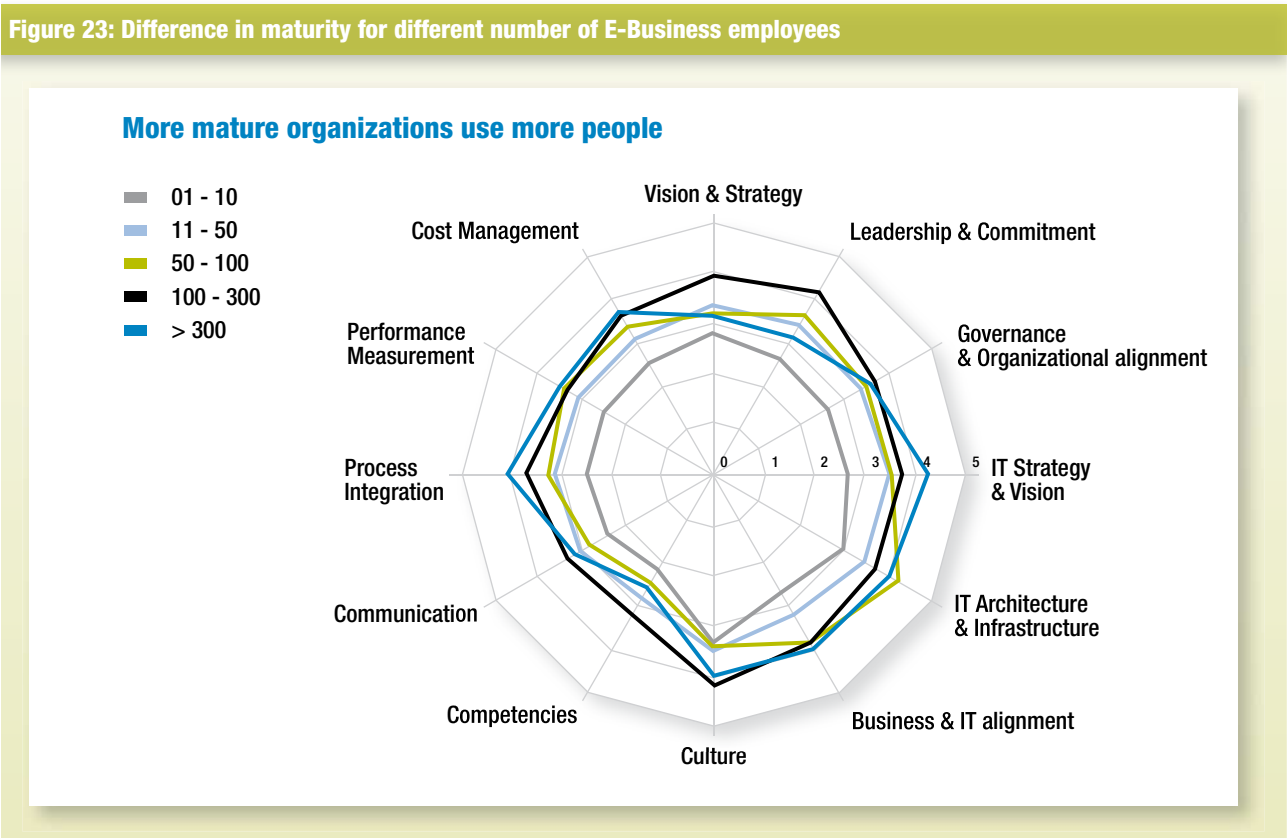 Figure 23: Difference in maturity for different number of E-Business employees
More mature organizations use more people
01 - 10
11 - 50
50 - 100
100 - 300
> 300
Vision & Strategy
Leadership & Commitment
Governance
& Organizational alignment
IT Strategy
& Vision
IT Architecture
& Infrastructure
Business & IT alignment
Culture
Competencies
Communication
Process
Integration
Performance
Measurement
Cost Management
0 1 2 3 4 5